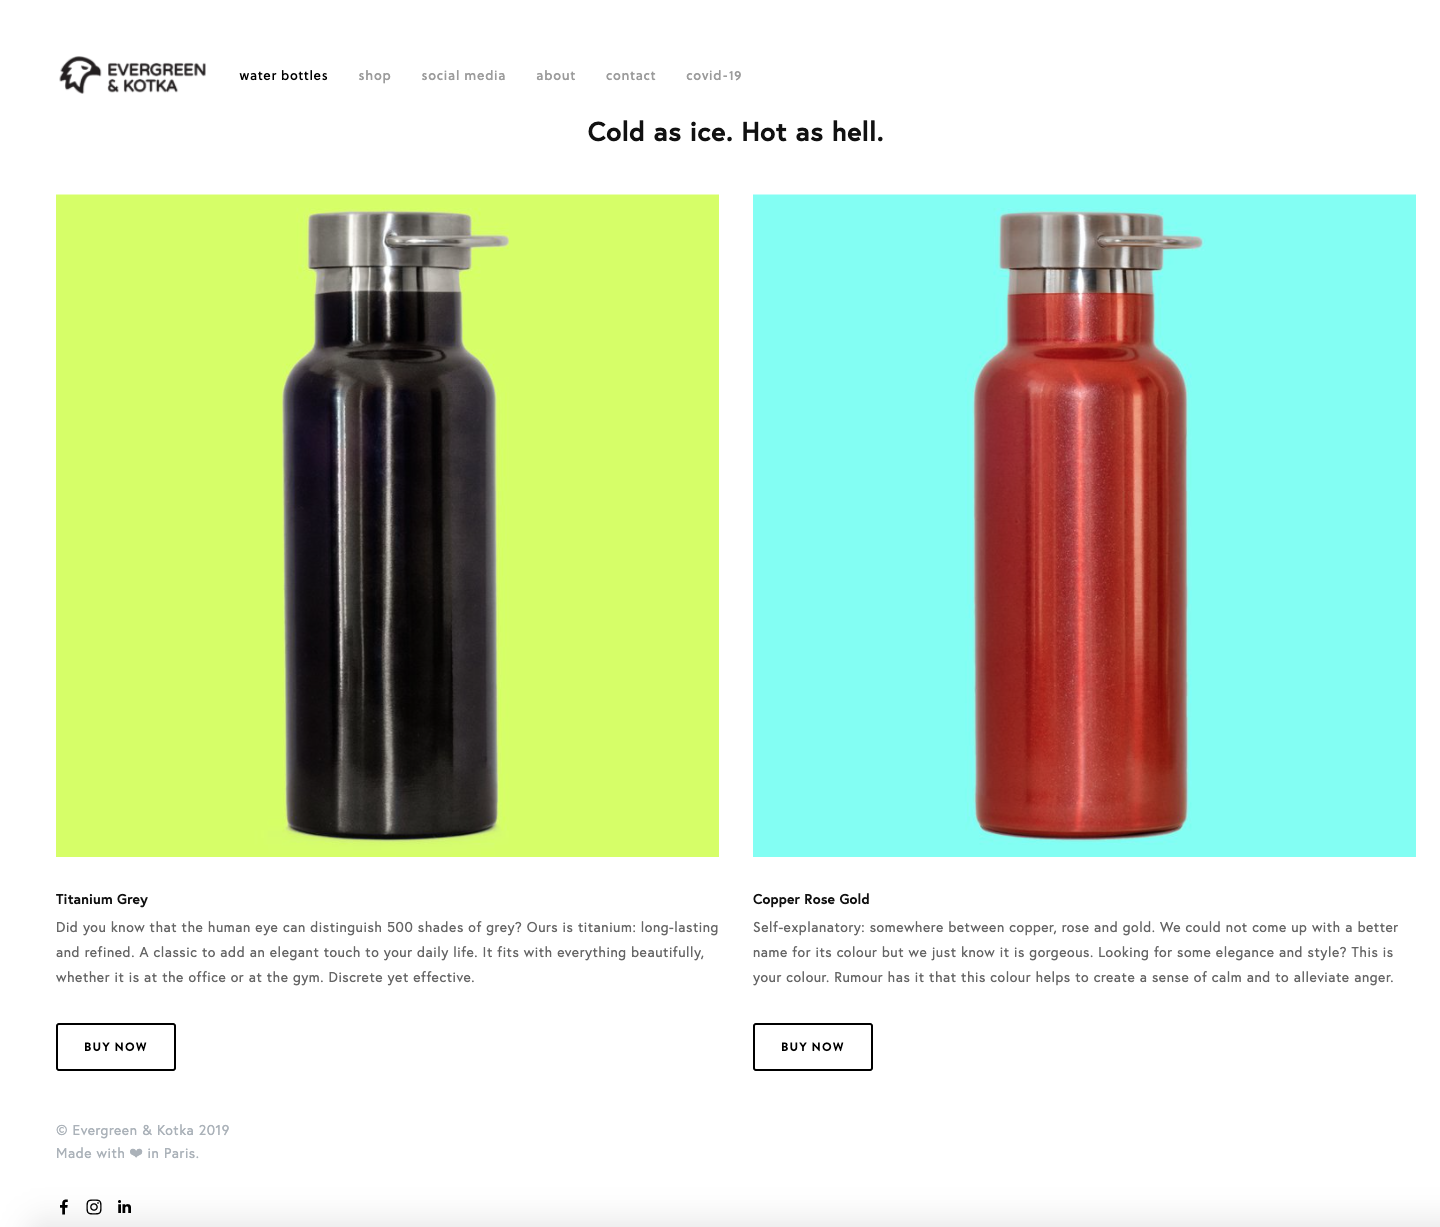 EVERGREEN
& KOTKA
water bottles shop social media about contact covid-19
Cold as ice. Hot as hell.
Titanium Grey
Did you know that the human eye can distinguish 500 shades of grey? Ours is titanium: long-lasting
and refined. A classic to add an elegant touch to your daily life. It fits with everything beautifully,
whether it is at the office or at the gym. Discrete yet effective.
BUY NOW
Copper Rose Gold
Self-explanatory: somewhere between copper, rose and gold. We could not come up with a better
name for its colour but we just know it is gorgeous. Looking for some elegance and style? This is
your colour. Rumour has it that this colour helps to create a sense of calm and to alleviate anger.
BUY NOW
© Evergreen & Kotka 2019
Made with ❤ in Paris.